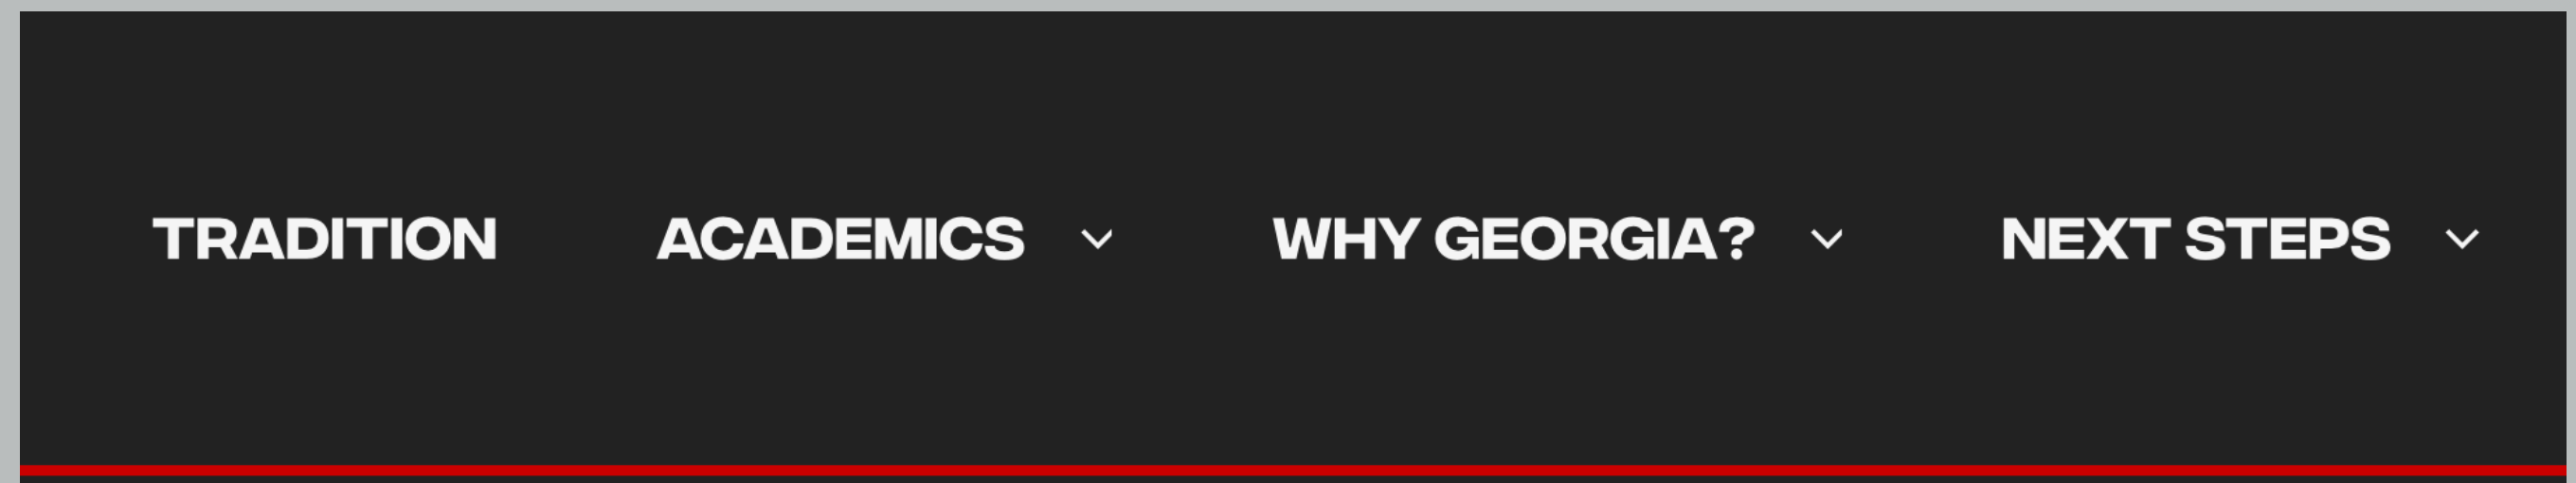 TRADITION ACADEMICS WHY GEORGIA? NEXT STEPS